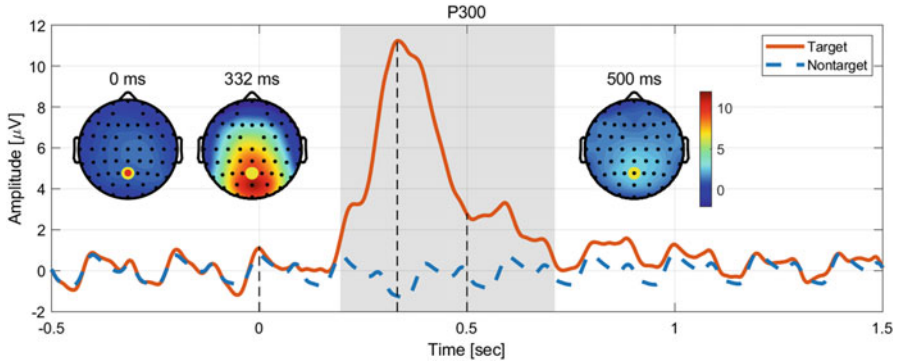 P300
12
10
8
6
4
2
0
-2
Amplitude [μV]
0 ms
332 ms
500 ms
10
5
0
Target
Nontarget
-0.5
0
0.5
1
1.5
Time [sec]